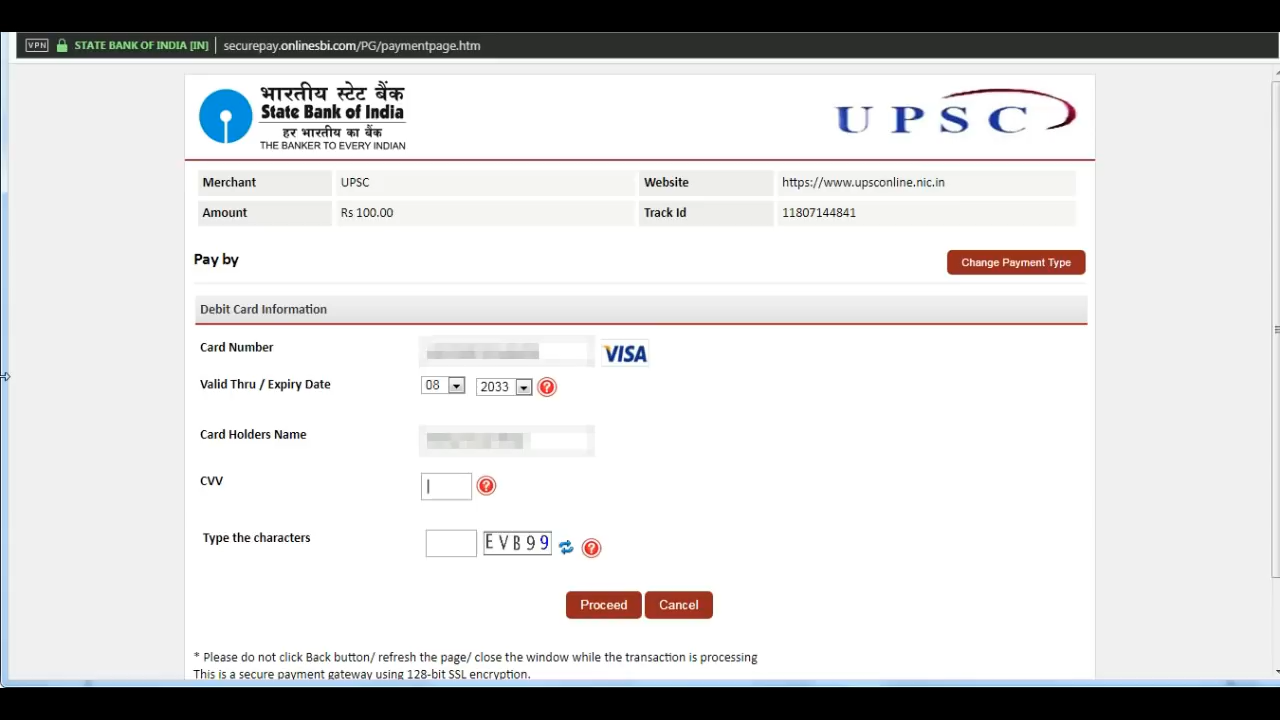 VPN STATE BANK OF INDIA [IN] securepay.onlinesbi.com/PG/paymentpage.htm
भारतीय स्टेट बैंक
State Bank of India
हर भारतीय का बैंक
THE BANKER TO EVERY INDIAN
UPSC
Merchant UPSC Website https://www.upsconline.nic.in
Amount Rs 100.00 Track Id 11807144841
Pay by Change Payment Type
Debit Card Information
Card Number VISA
Valid Thru / Expiry Date 08 2033 ?
Card Holders Name
CVV ?
Type the characters EVB99 ?
Proceed Cancel
* Please do not click Back button/ refresh the page/ close the window while the transaction is processing
This is a secure payment gateway using 128-bit SSL encryption.